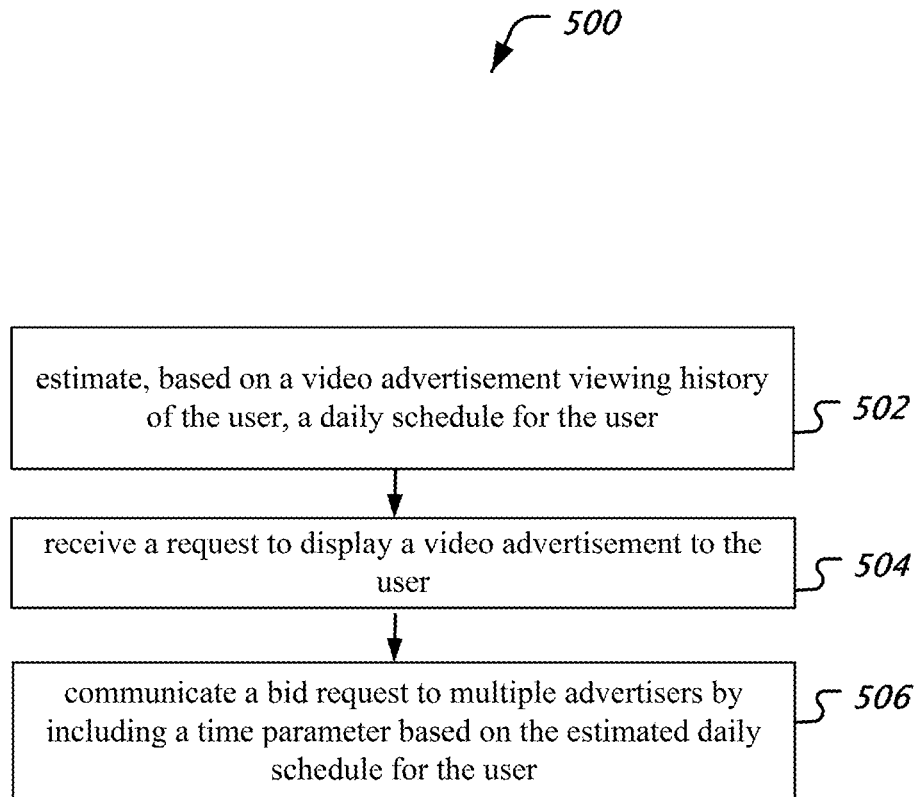 500
estimate, based on a video advertisement viewing history
of the user, a daily schedule for the user
502
receive a request to display a video advertisement to the
user
504
communicate a bid request to multiple advertisers by
including a time parameter based on the estimated daily
schedule for the user
506